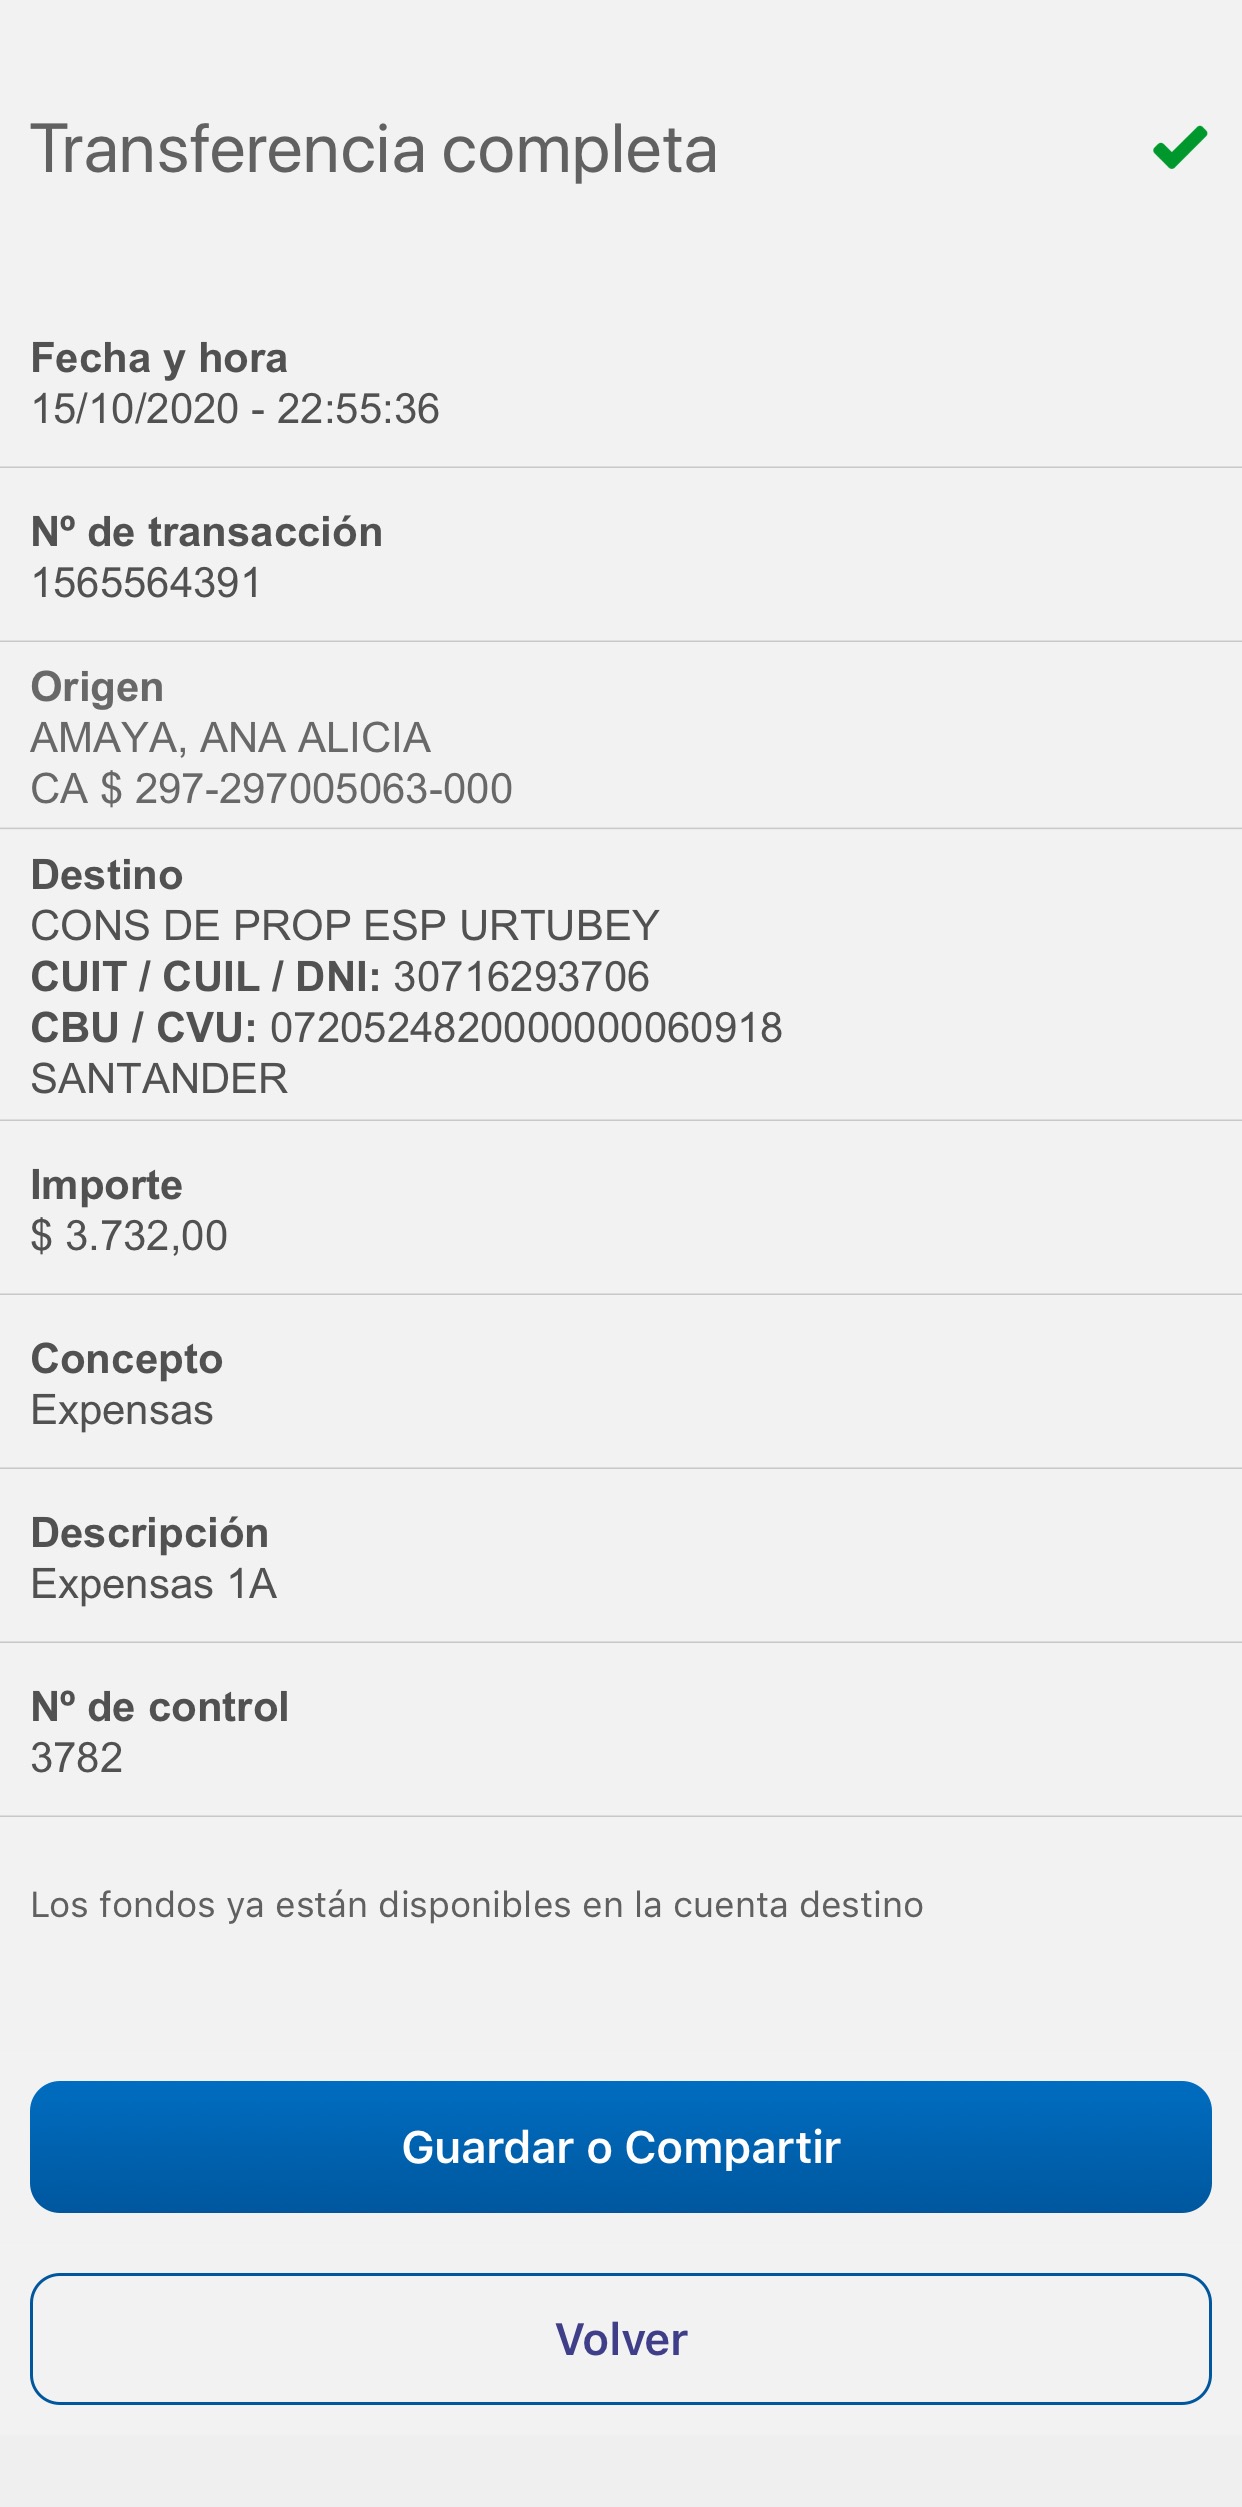 Transferencia completa
Fecha y hora
15/10/2020 - 22:55:36
Nº de transacción
1565564391
Origen
AMAYA, ANA ALICIA
CA $ 297-297005063-000
Destino
CONS DE PROP ESP URTUBEY
CUIT / CUIL / DNI: 30716293706
CBU / CVU: 0720524820000000060918
SANTANDER
Importe
$ 3.732,00
Concepto
Expensas
Descripción
Expensas 1A
Nº de control
3782
Los fondos ya están disponibles en la cuenta destino
Guardar o Compartir
Volver